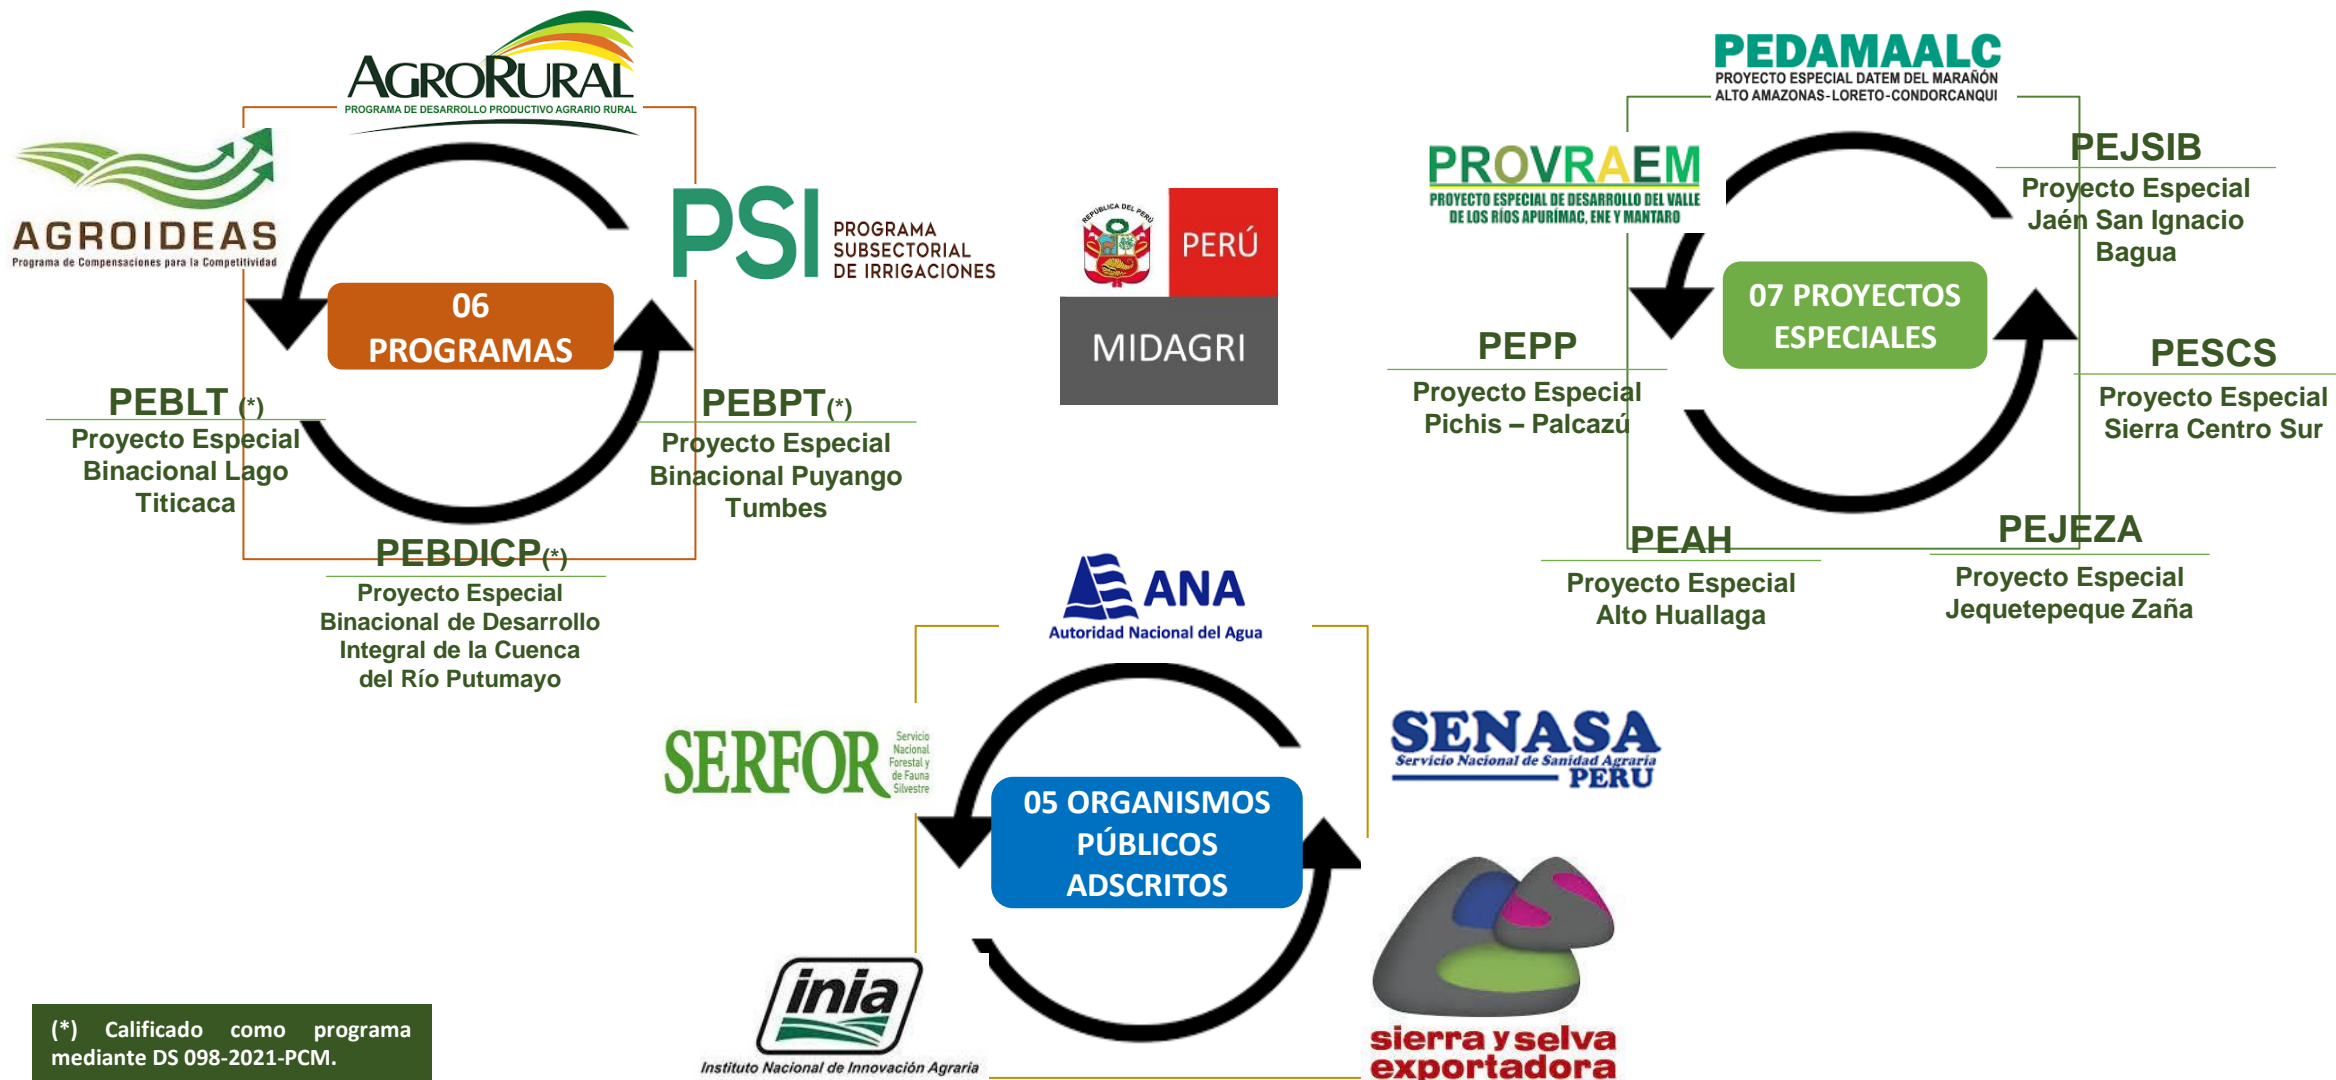 AGRORURAL
PROGRAMA DE DESARROLLO PRODUCTIVO AGRARIO RURAL
AGROIDEAS
Programa de Compensaciones para la Competitividad
PSI
PROGRAMA
SUBSECTORIAL
DE IRRIGACIONES
06
PROGRAMAS
PEBLT (*)
Proyecto Especial
Binacional Lago
Titicaca
PEBPT(*)
Proyecto Especial
Binacional Puyango
Tumbes
PEBDICP(*)
Proyecto Especial
Binacional de Desarrollo
Integral de la Cuenca
del Río Putumayo
REPÚBLICA DEL PERÚ
PERÚ
MIDAGRI
PEDAMAALC
PROYECTO ESPECIAL DATEM DEL MARAÑÓN
ALTO AMAZONAS-LORETO-CONDORCANQUI
PROVRAEM
PROYECTO ESPECIAL DE DESARROLLO DEL VALLE
DE LOS RÍOS APURÍMAC, ENE Y MANTARO
PEJSIB
Proyecto Especial
Jaén San Ignacio
Bagua
07 PROYECTOS
ESPECIALES
PEPP
Proyecto Especial
Pichis – Palcazú
PESCS
Proyecto Especial
Sierra Centro Sur
PEAH
Proyecto Especial
Alto Huallaga
PEJEZA
Proyecto Especial
Jequetepeque Zaña
ANA
Autoridad Nacional del Agua
SERFOR
Servicio
Nacional
Forestal y
de Fauna
Silvestre
SENASA
Servicio Nacional de Sanidad Agraria
PERU
05 ORGANISMOS
PÚBLICOS
ADSCRITOS
inia
Instituto Nacional de Innovación Agraria
sierra y selva
exportadora
(*) Calificado como programa
mediante DS 098-2021-PCM.